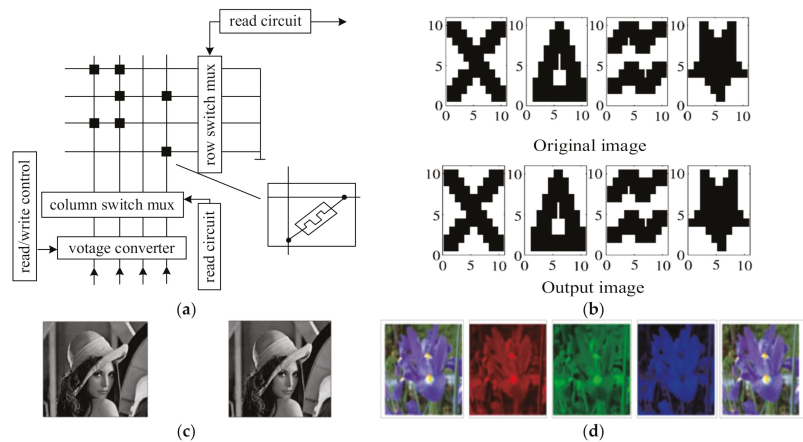 read circuit
row switch mux
column switch mux
votage converter
read/write control
read circuit
(a)
10 10 10 10
5 5 5 5
0 0 0 0
0 5 10 0 5 10 0 5 10 0 5 10
Original image
10 10 10 10
5 5 5 5
0 0 0 0
0 5 10 0 5 10 0 5 10 0 5 10
Output image
(b)
(c)
(d)